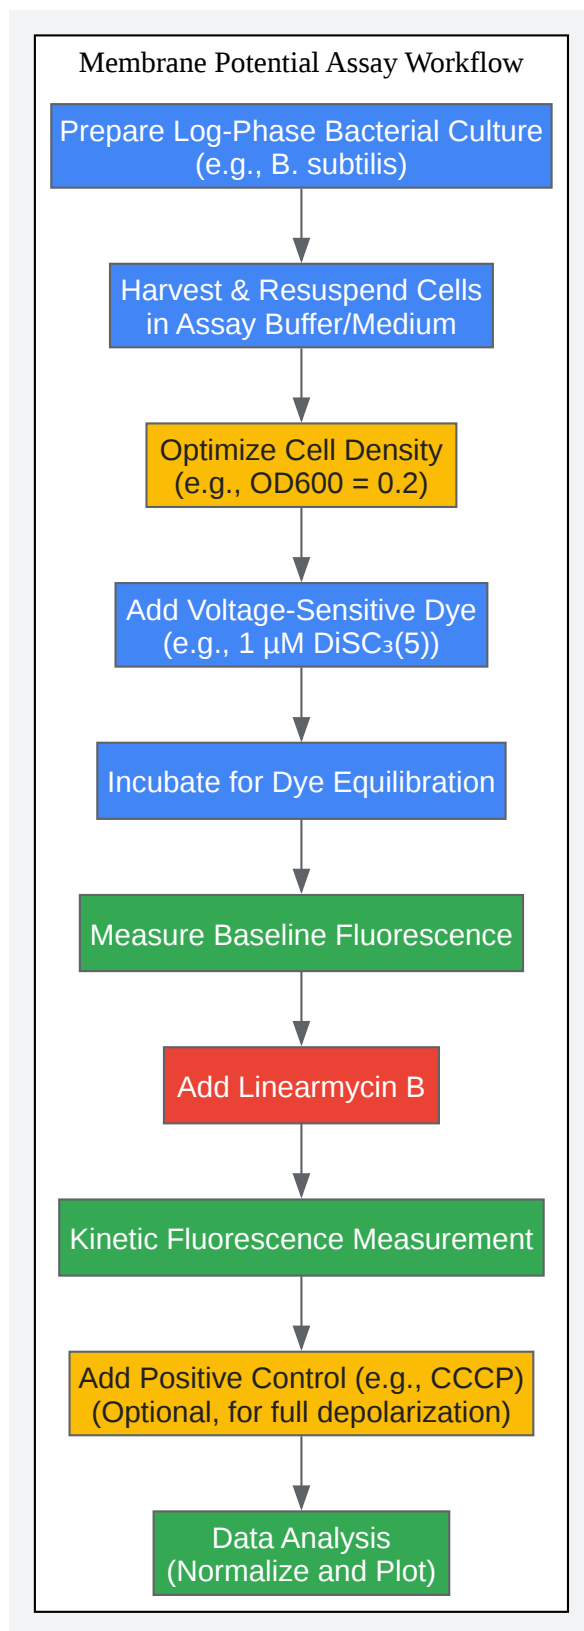 Membrane Potential Assay Workflow
Prepare Log-Phase Bacterial Culture
(e.g., B. subtilis)
Harvest & Resuspend Cells
in Assay Buffer/Medium
Optimize Cell Density
(e.g., OD600 = 0.2)
Add Voltage-Sensitive Dye
(e.g., 1 µM DiSC₃(5))
Incubate for Dye Equilibration
Measure Baseline Fluorescence
Add Linearmycin B
Kinetic Fluorescence Measurement
Add Positive Control (e.g., CCCP)
(Optional, for full depolarization)
Data Analysis
(Normalize and Plot)